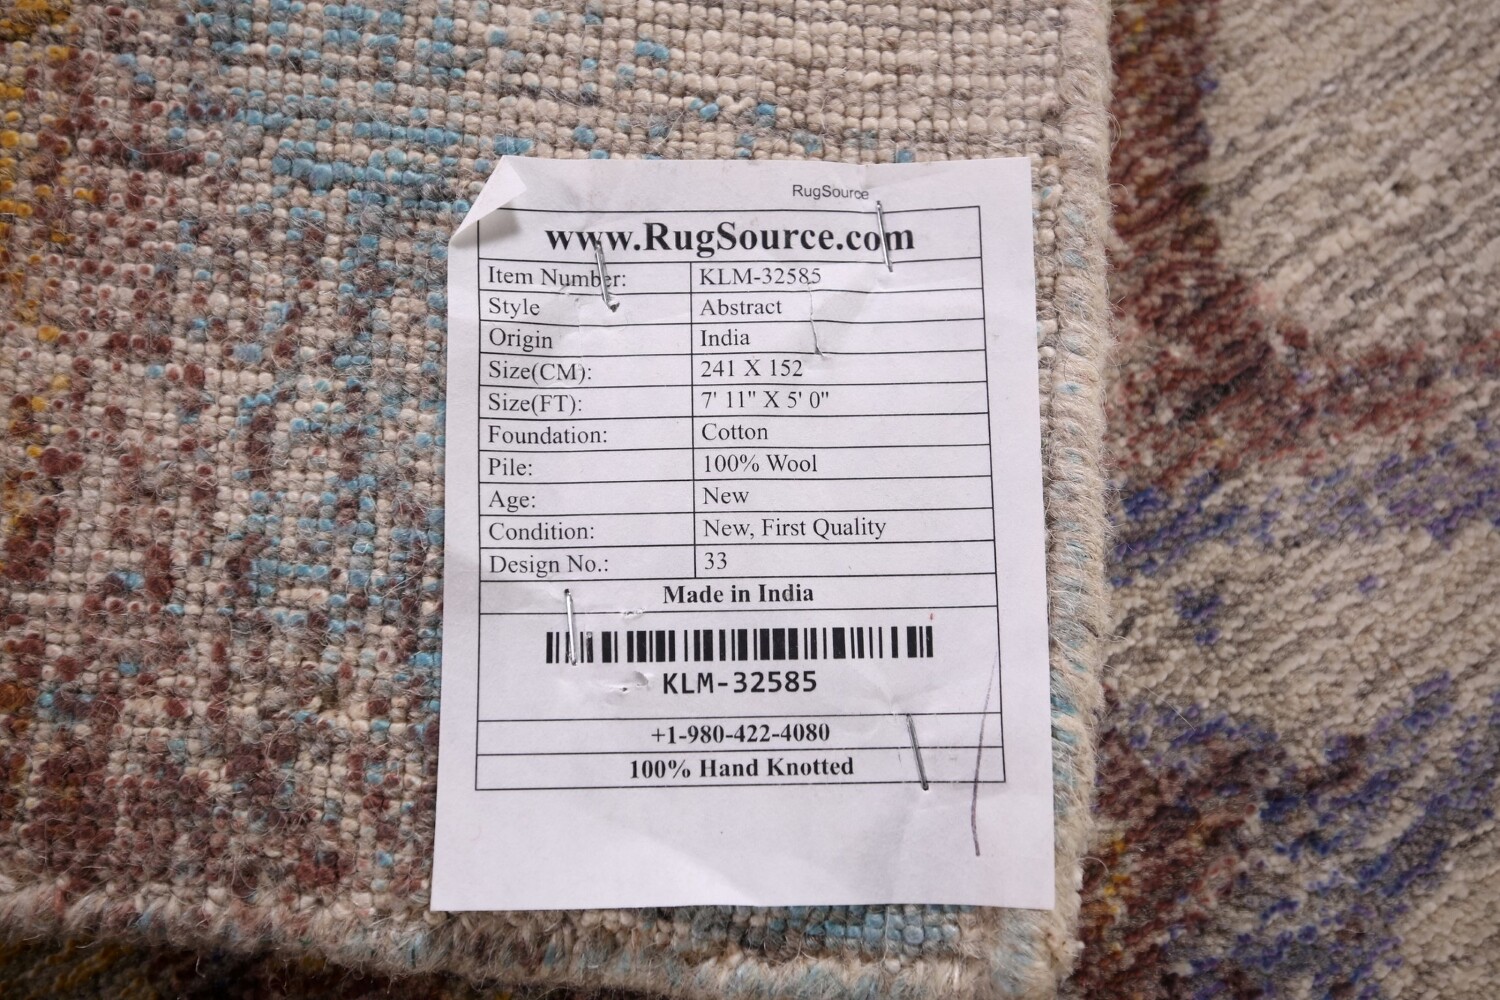 RugSource
www.RugSource.com
Item Number: KLM-32585
Style Abstract
Origin India
Size(CM): 241 X 152
Size(FT): 7' 11" X 5' 0"
Foundation: Cotton
Pile: 100% Wool
Age: New
Condition: New, First Quality
Design No.: 33
Made in India
KLM-32585
+1-980-422-4080
100% Hand Knotted